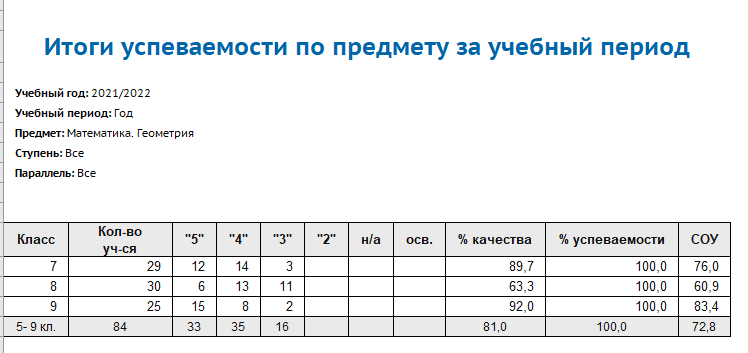 Итоги успеваемости по предмету за учебный период
Учебный год: 2021/2022
Учебный период: Год
Предмет: Математика. Геометрия
Ступень: Все
Параллель: Все
Класс Кол-во уч-ся "5" "4" "3" "2" н/а осв. % качества % успеваемости СОУ
7 29 12 14 3 89,7 100,0 76,0
8 30 6 13 11 63,3 100,0 60,9
9 25 15 8 2 92,0 100,0 83,4
5- 9 кл. 84 33 35 16 81,0 100,0 72,8